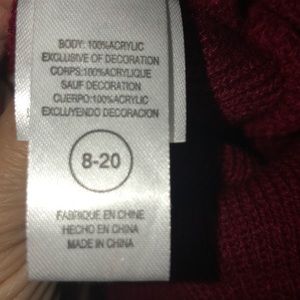 BODY: 100%ACRYLIC
EXCLUSIVE OF DECORATION
CORPS:100%ACRYLIQUE
SAUF DECORATION
CUERPO:100%ACRYLIC
EXCLUYENDO DECORACION
8-20
FABRIQUE EN CHINE
HECHO EN CHINA
MADE IN CHINA